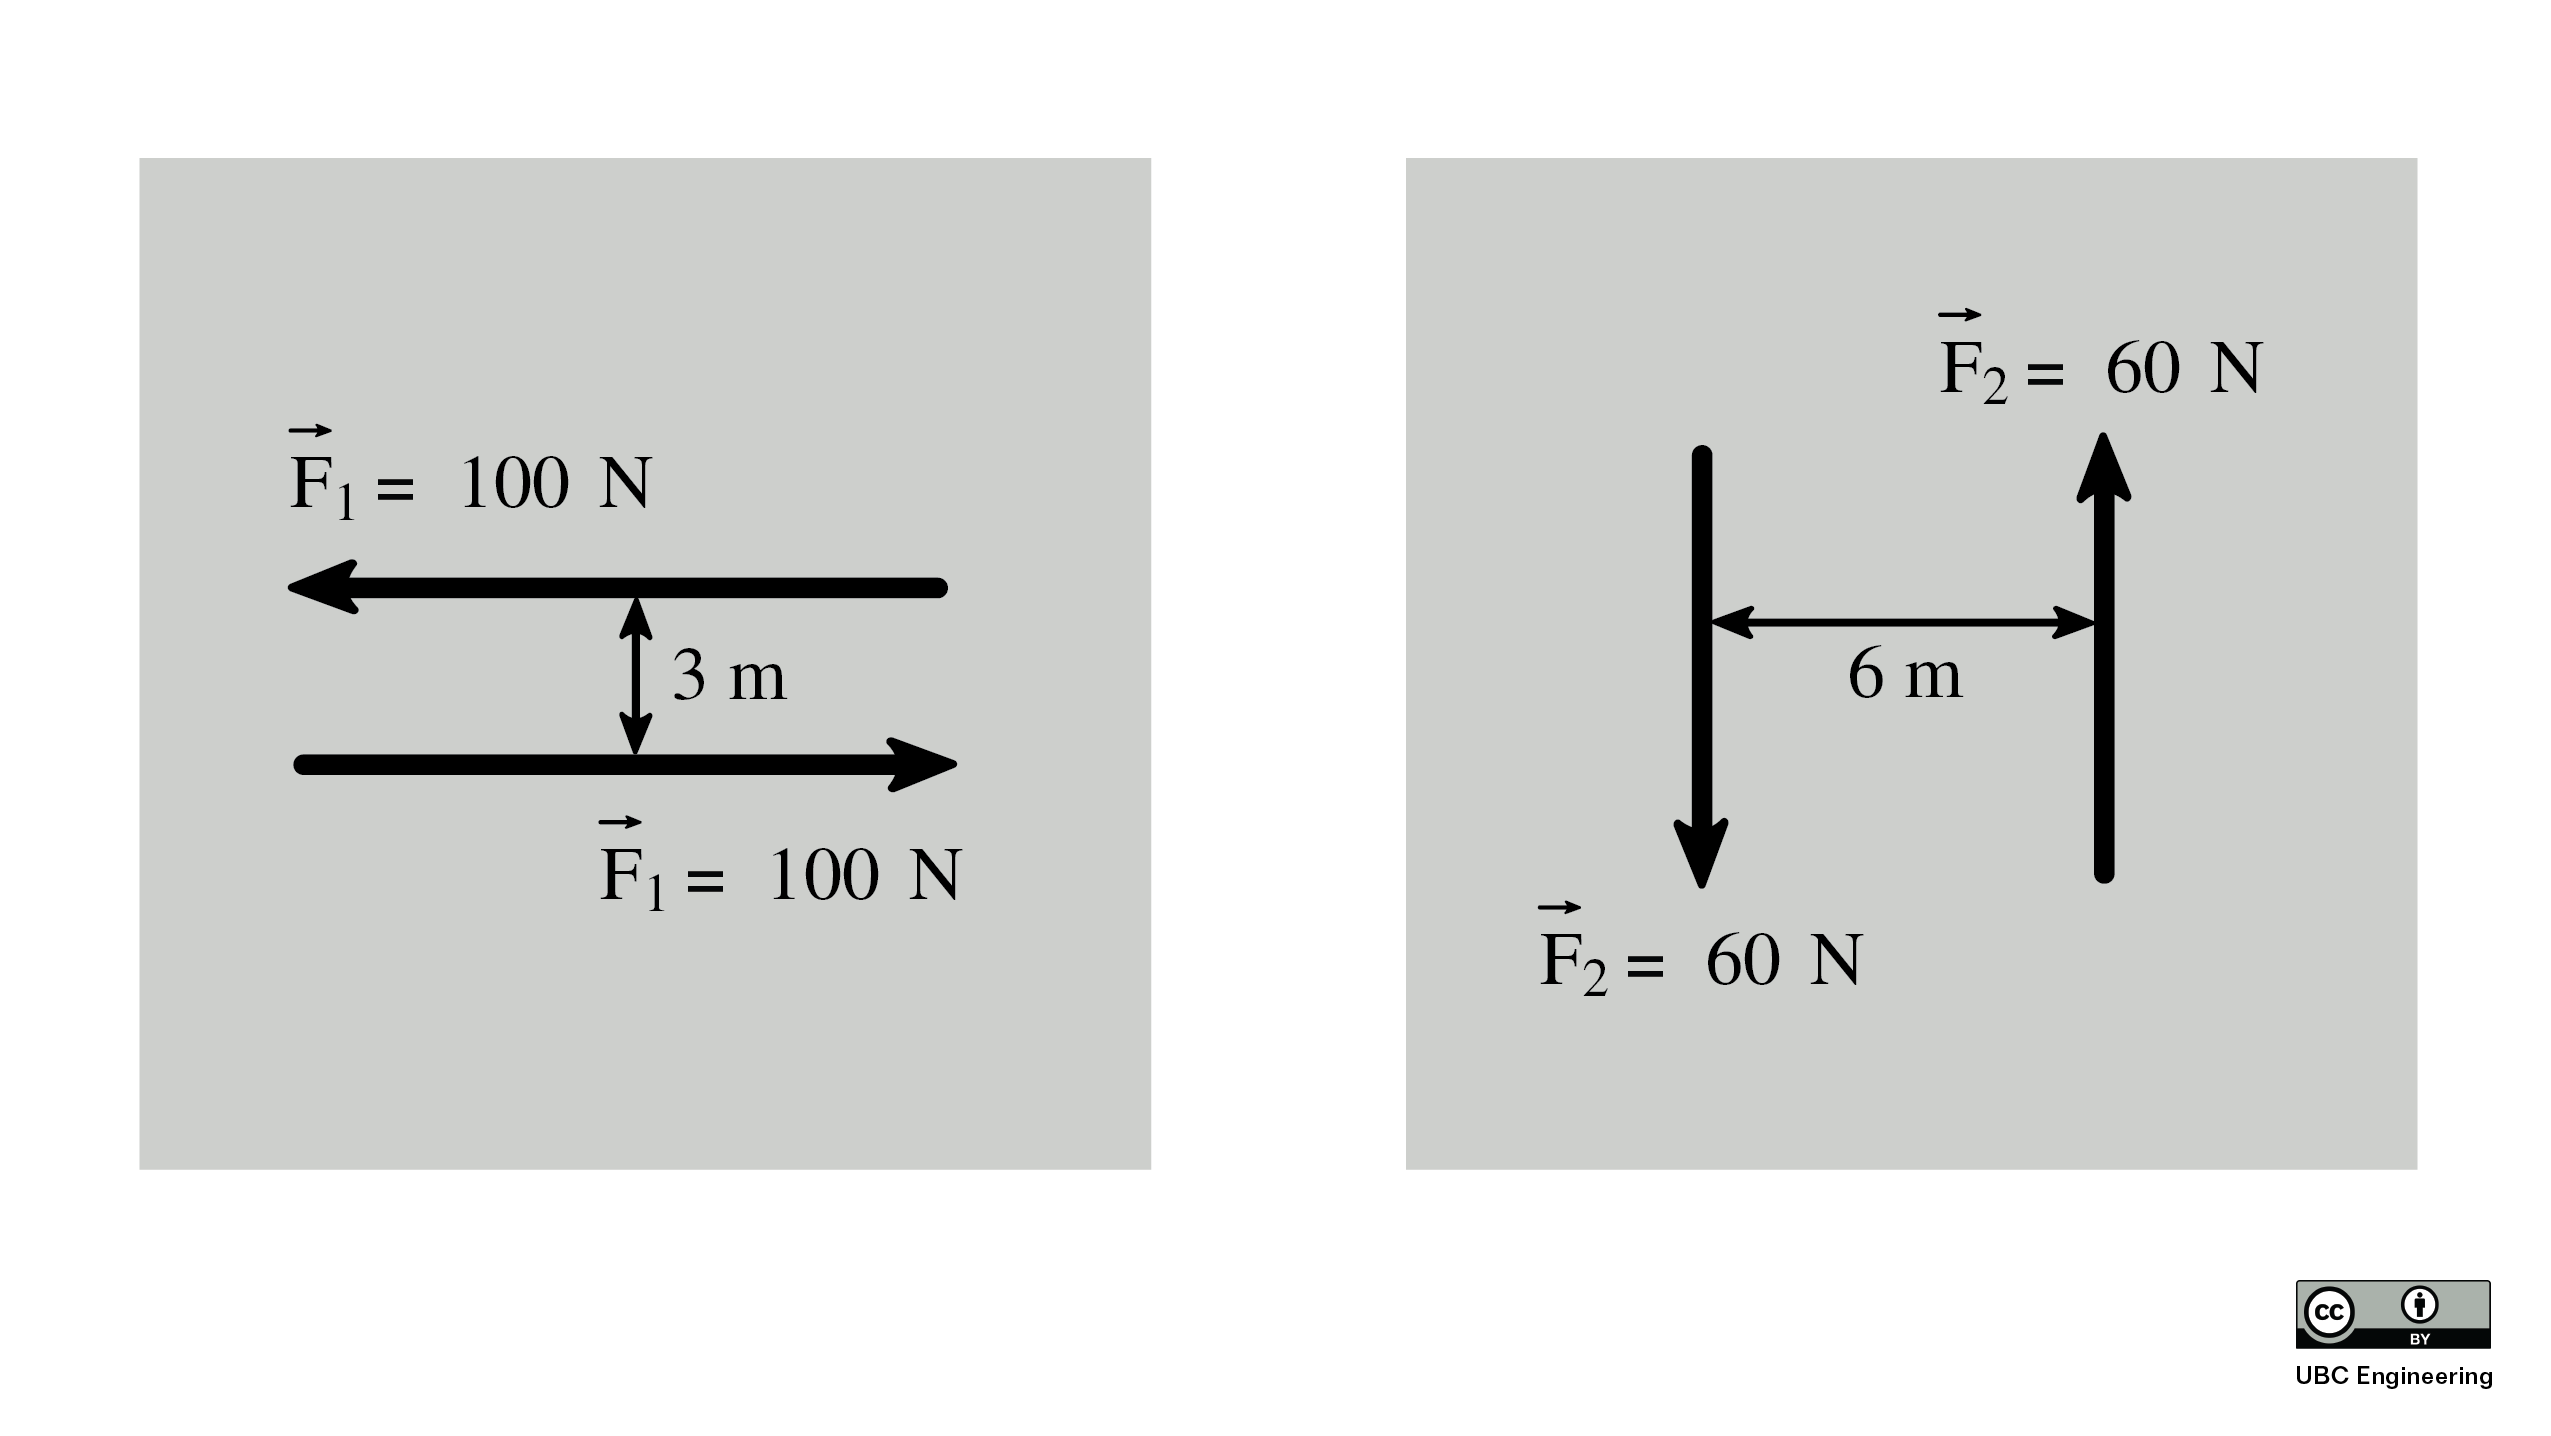 F₁ = 100 N
3 m
F₁ = 100 N
F₂ = 60 N
6 m
F₂ = 60 N
cc
BY
UBC Engineering